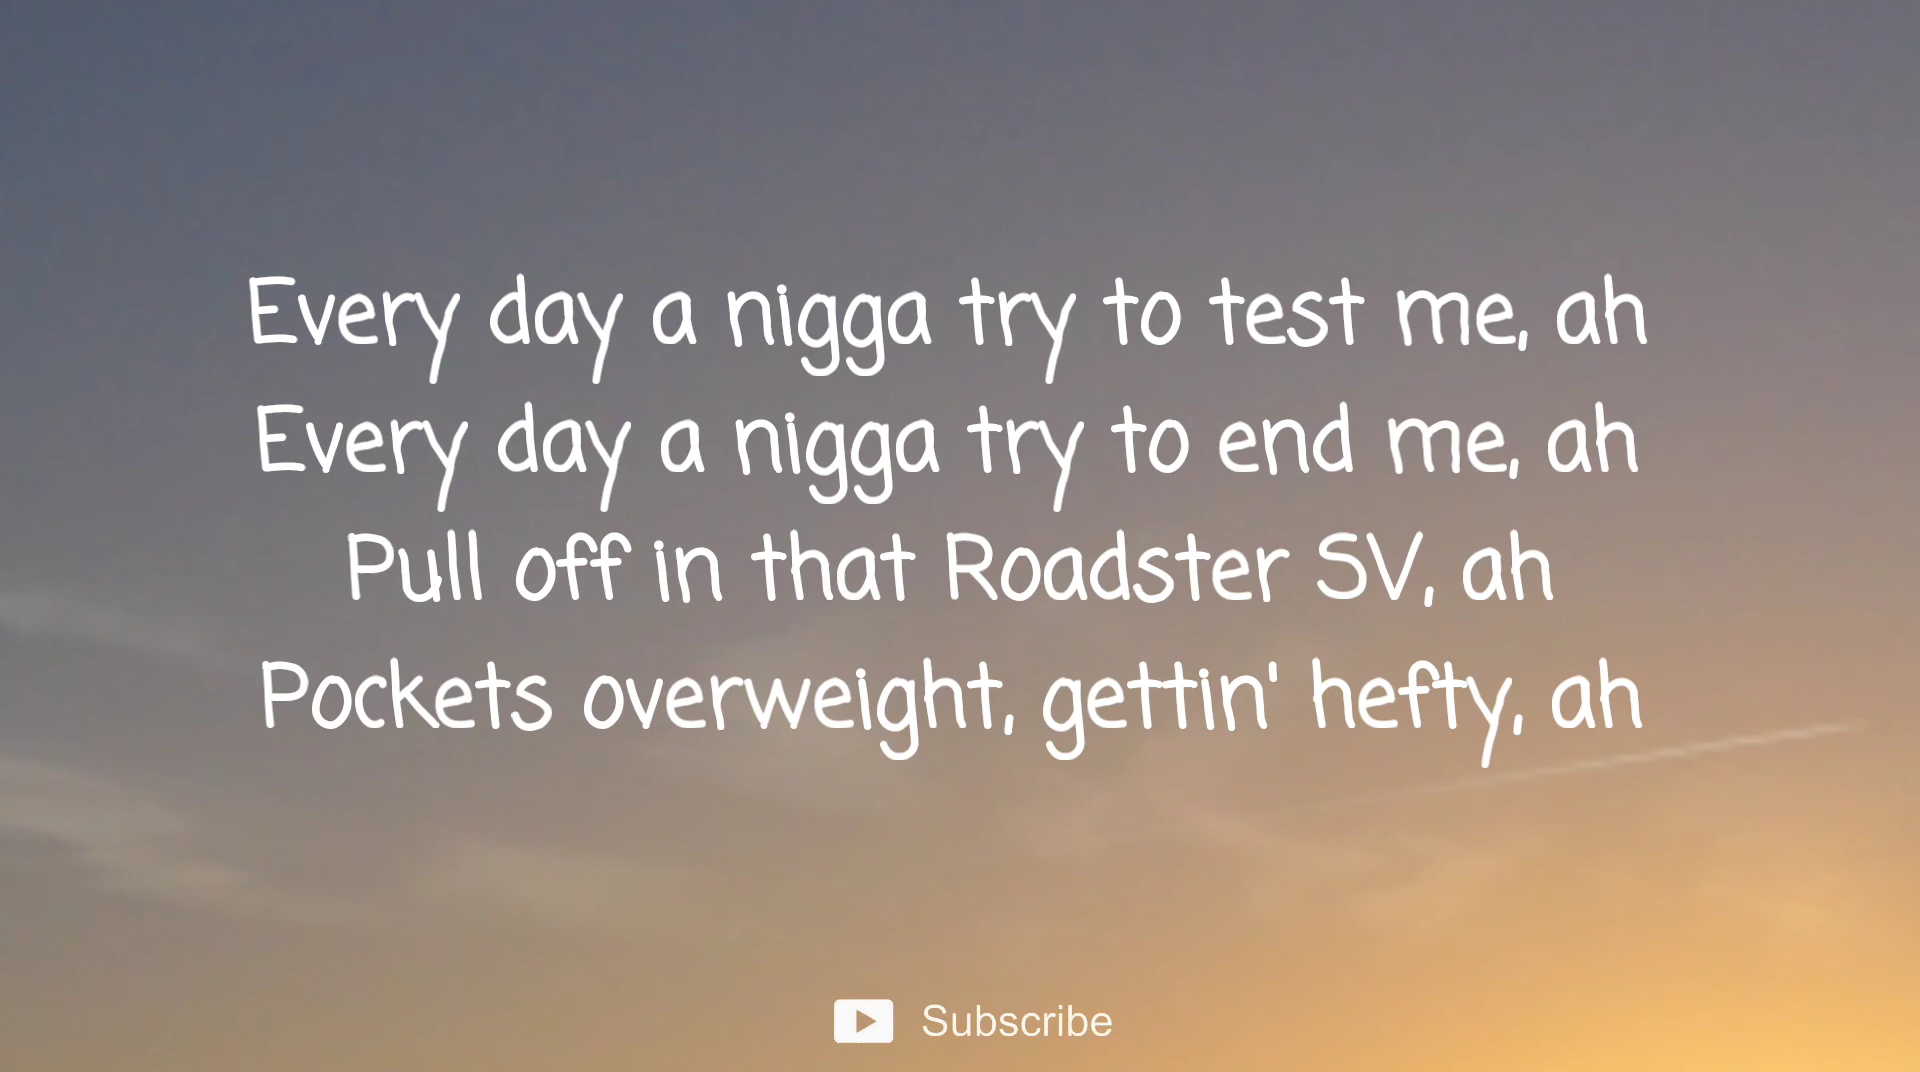 Every day a nigga try to test me, ah
Every day a nigga try to end me, ah
Pull off in that Roadster SV, ah
Pockets overweight, gettin' hefty, ah
Subscribe